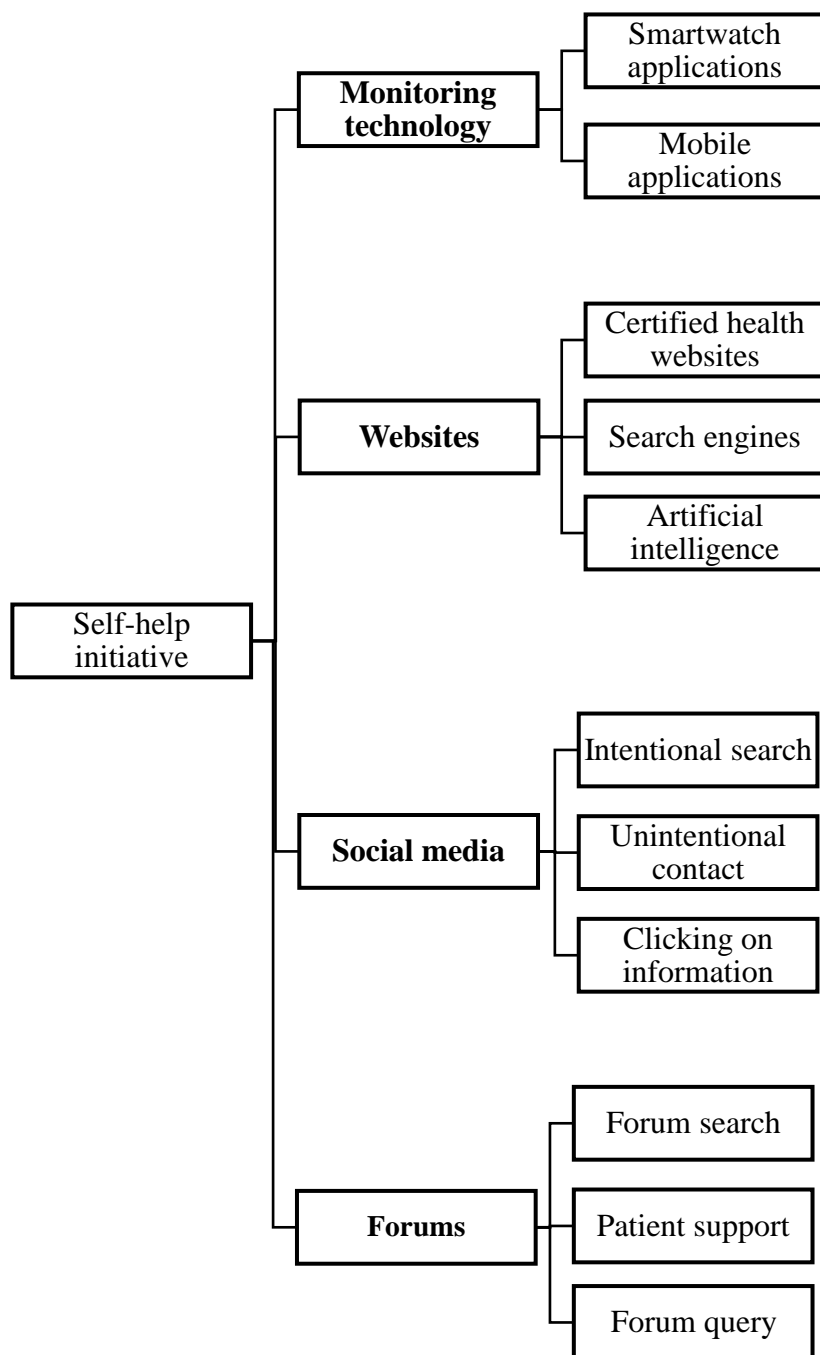 Smartwatch
applications
Monitoring
technology
Mobile
applications
Certified health
websites
Websites
Search engines
Artificial
intelligence
Self-help
initiative
Intentional search
Social media
Unintentional
contact
Clicking on
information
Forum search
Forums
Patient support
Forum query